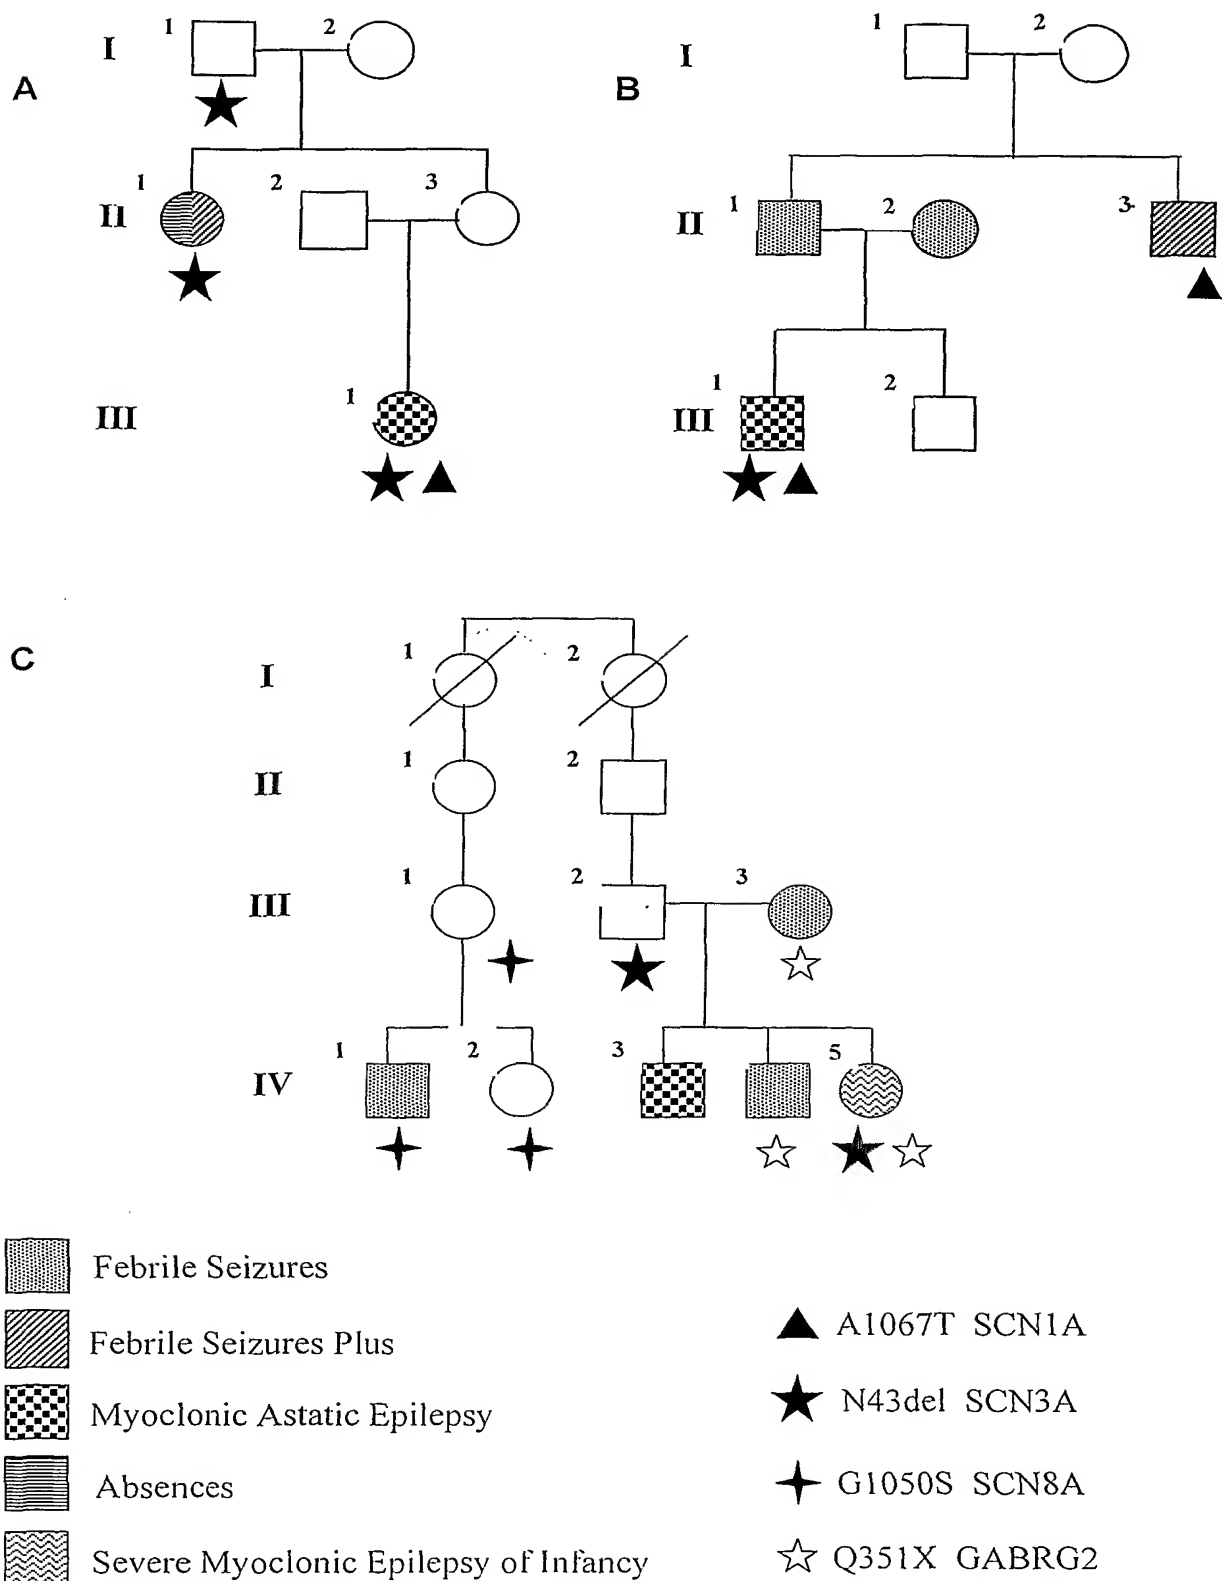 1 2 1 2
I I
A B
1 2 3
II
1 2 3
II
1 1 2
III III
C
1 2
I
1 2
II
1 2 3
III
1 2 3 5
IV
Febrile Seizures
Febrile Seizures Plus
Myoclonic Astatic Epilepsy
Absences
Severe Myoclonic Epilepsy of Infancy
A1067T SCN1A
N43del SCN3A
G1050S SCN8A
Q351X GABRG2